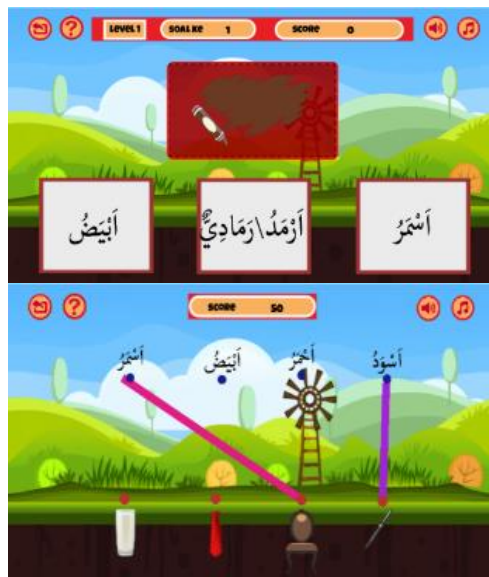 LEVEL 1 SOAL KE 1 SCORE 0
أَسْمَرُ أَرْمَدُ\رَمَادِيٌّ أَبْيَضُ
SCORE 50
أَسْوَدُ أَحْمَرُ أَبْيَضُ أَسْمَرُ